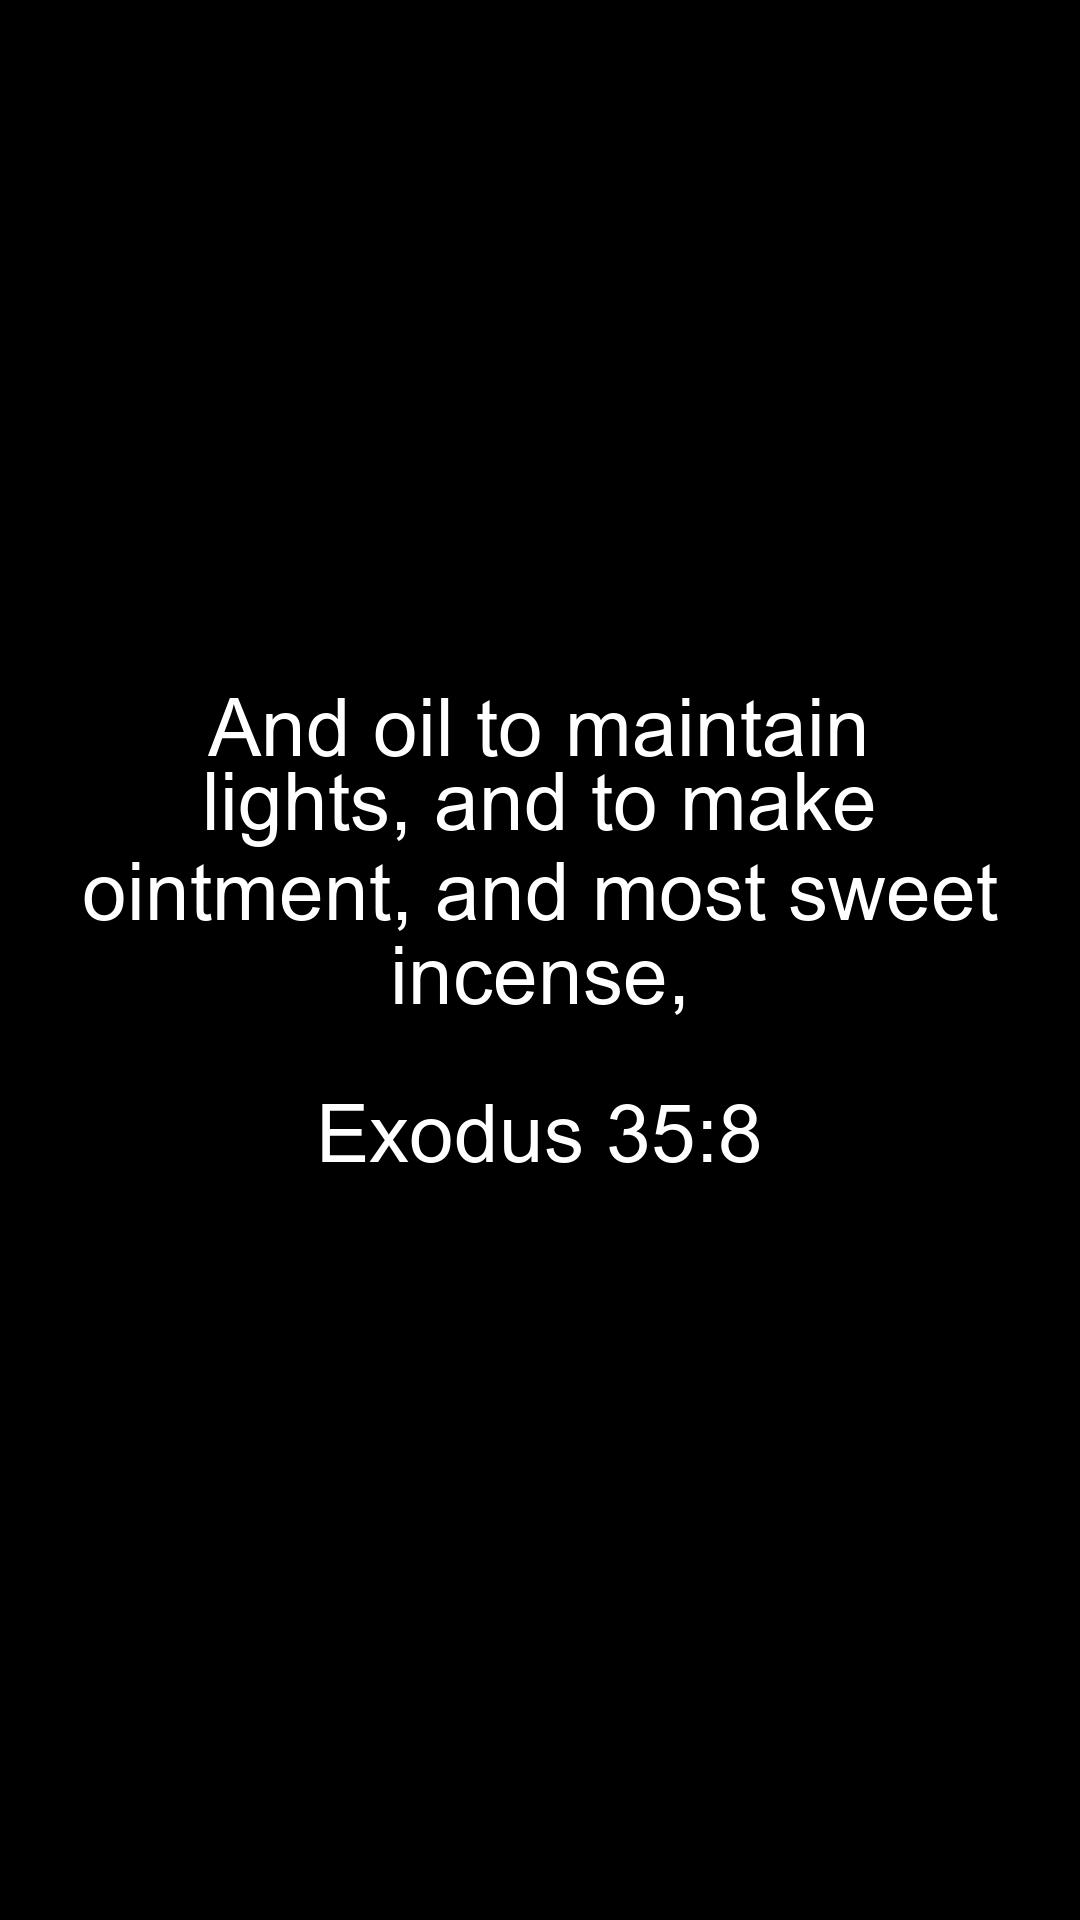 And oil to maintain
lights, and to make
ointment, and most sweet
incense,
Exodus 35:8